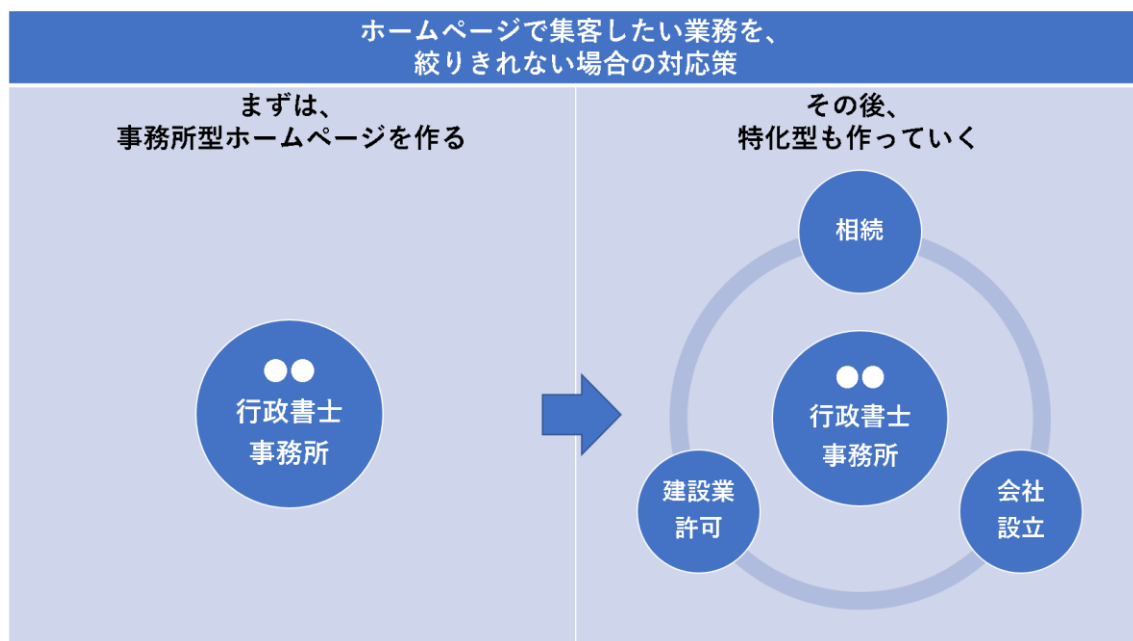 ホームページで集客したい業務を、
絞りきれない場合の対応策
まずは、
事務所型ホームページを作る
●●
行政書士
事務所
その後、
特化型も作っていく
相続
●●
行政書士
事務所
建設業
許可
会社
設立